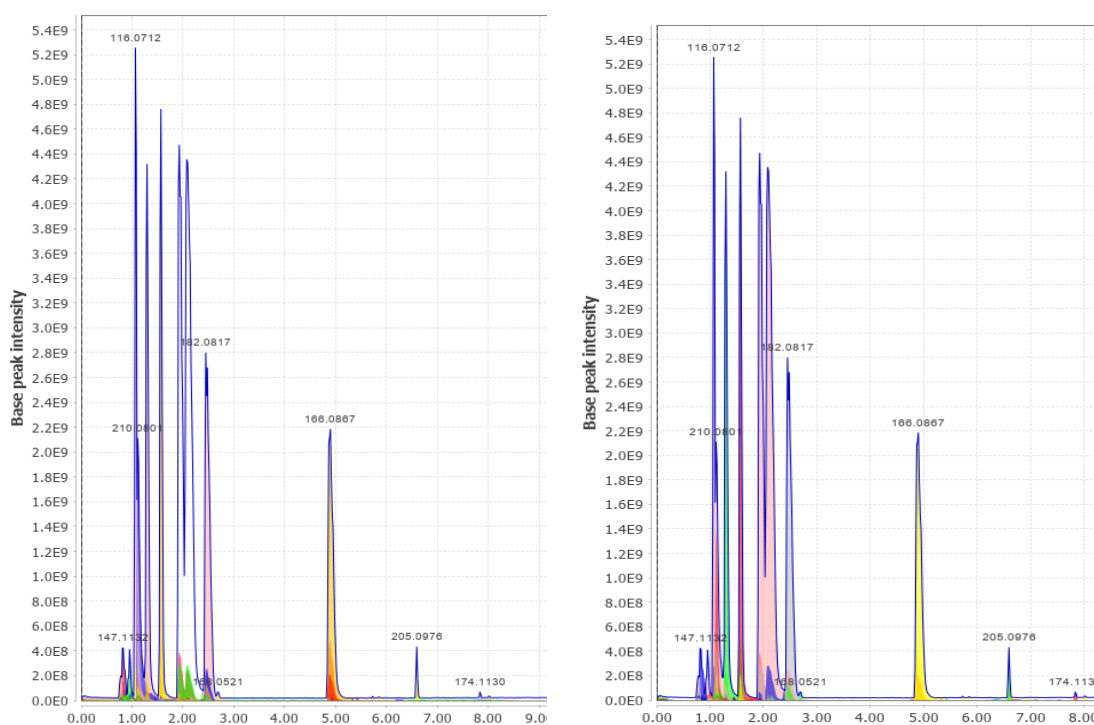 Base peak intensity
5.4E9
5.2E9
5.0E9
4.8E9
4.6E9
4.4E9
4.2E9
4.0E9
3.8E9
3.6E9
3.4E9
3.2E9
3.0E9
2.8E9
2.6E9
2.4E9
2.2E9
2.0E9
1.8E9
1.6E9
1.4E9
1.2E9
1.0E9
8.0E8
6.0E8
4.0E8
2.0E8
0.0E0
116.0712
182.0817
210.0801
166.0867
147.1132
205.0976
168.0521
174.1130
0.00 1.00 2.00 3.00 4.00 5.00 6.00 7.00 8.00
Base peak intensity
5.4E9
5.2E9
5.0E9
4.8E9
4.6E9
4.4E9
4.2E9
4.0E9
3.8E9
3.6E9
3.4E9
3.2E9
3.0E9
2.8E9
2.6E9
2.4E9
2.2E9
2.0E9
1.8E9
1.6E9
1.4E9
1.2E9
1.0E9
8.0E8
6.0E8
4.0E8
2.0E8
0.0E0
116.0712
182.0817
210.0801
166.0867
147.1132
205.0976
168.0521
0.00 1.00 2.00 3.00 4.00 5.00 6.00 7.00